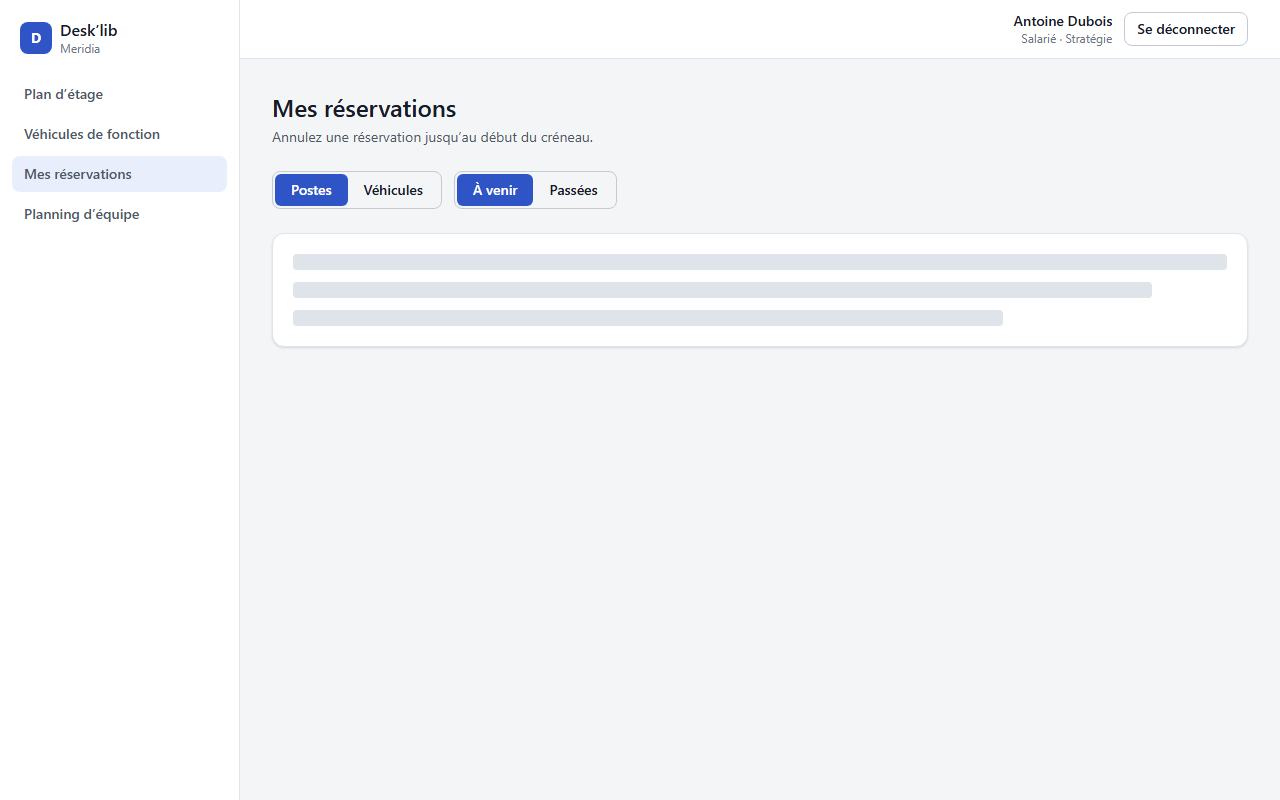 D
Desk’lib
Meridia
Plan d’étage
Véhicules de fonction
Mes réservations
Planning d’équipe
Antoine Dubois
Salarié · Stratégie
Se déconnecter
Mes réservations
Annulez une réservation jusqu’au début du créneau.
Postes Véhicules À venir Passées